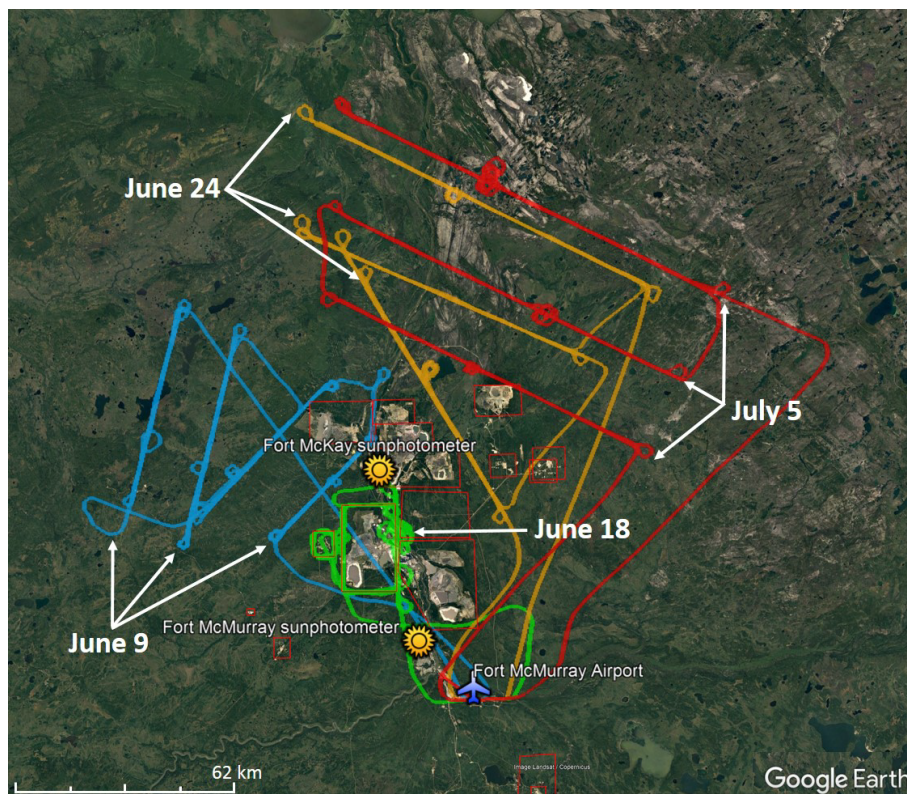 June 24
July 5
Fort McKay sunphotometer
June 18
June 9
Fort McMurray sunphotometer
Fort McMurray Airport
Image Landsat / Copernicus
62 km
Google Earth